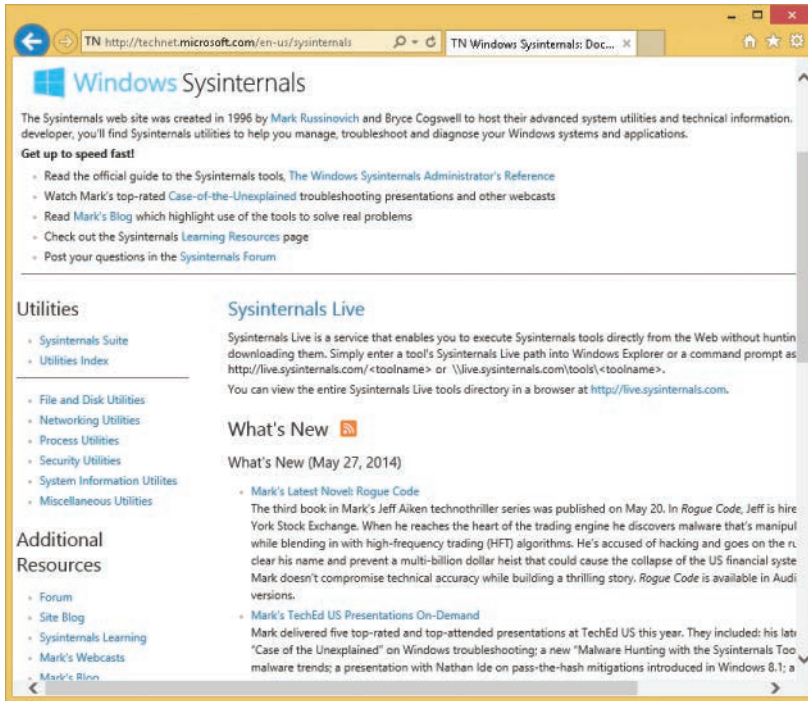 TN http://technet.microsoft.com/en-us/sysinternals
TN Windows Sysinternals: Doc...
Windows Sysinternals
The Sysinternals web site was created in 1996 by Mark Russinovich and Bryce Cogswell to host their advanced system utilities and technical information.
developer, you'll find Sysinternals utilities to help you manage, troubleshoot and diagnose your Windows systems and applications.
Get up to speed fast!
Read the official guide to the Sysinternals tools, The Windows Sysinternals Administrator's Reference
Watch Mark's top-rated Case-of-the-Unexplained troubleshooting presentations and other webcasts
Read Mark's Blog which highlight use of the tools to solve real problems
Check out the Sysinternals Learning Resources page
Post your questions in the Sysinternals Forum
Utilities
Sysinternals Suite
Utilities Index
File and Disk Utilities
Networking Utilities
Process Utilities
Security Utilities
System Information Utilites
Miscellaneous Utilities
Additional
Resources
Forum
Site Blog
Sysinternals Learning
Mark's Webcasts
Mark's Blog
Sysinternals Live
Sysinternals Live is a service that enables you to execute Sysinternals tools directly from the Web without huntin
downloading them. Simply enter a tool's Sysinternals Live path into Windows Explorer or a command prompt as
http://live.sysinternals.com/<toolname> or \\live.sysinternals.com\tools\<toolname>.
You can view the entire Sysinternals Live tools directory in a browser at http://live.sysinternals.com.
What's New
What's New (May 27, 2014)
Mark's Latest Novel: Rogue Code
The third book in Mark's Jeff Aiken technothriller series was published on May 20. In Rogue Code, Jeff is hire
York Stock Exchange. When he reaches the heart of the trading engine he discovers malware that's manipul
while blending in with high-frequency trading (HFT) algorithms. He's accused of hacking and goes on the ru
clear his name and prevent a multi-billion dollar heist that could cause the collapse of the US financial syste
Mark doesn't compromise technical accuracy while building a thrilling story. Rogue Code is available in Audi
versions.
Mark's TechEd US Presentations On-Demand
Mark delivered five top-rated and top-attended presentations at TechEd US this year. They included: his late
"Case of the Unexplained" on Windows troubleshooting; a new "Malware Hunting with the Sysinternals Too
malware trends; a presentation with Nathan Ide on pass-the-hash mitigations introduced in Windows 8.1; a